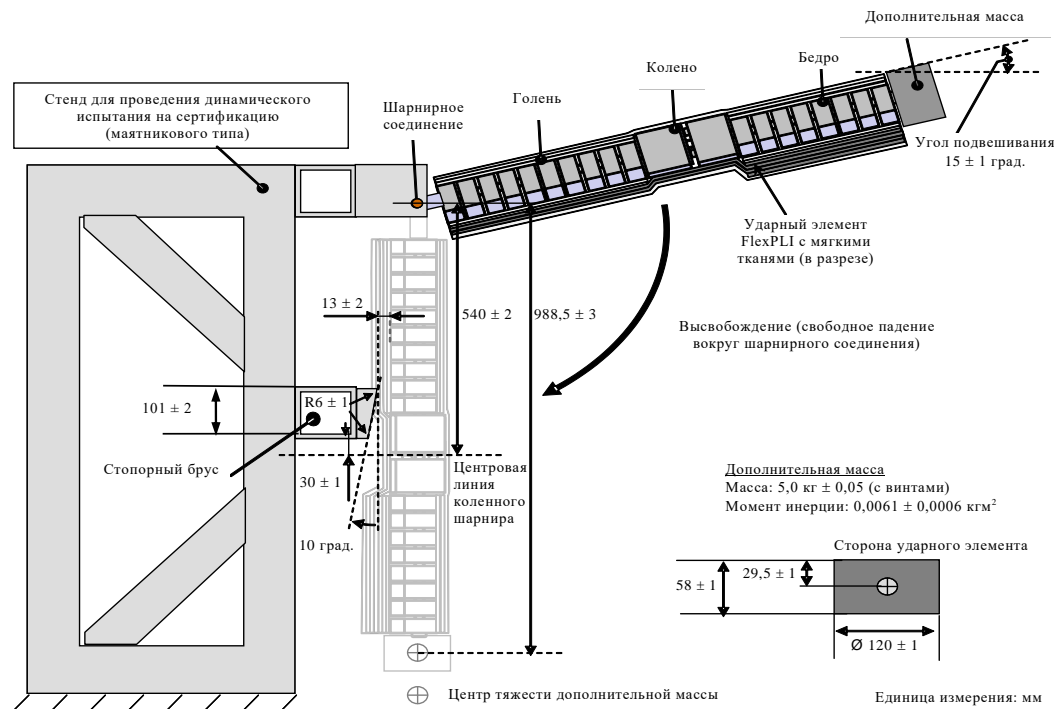 Дополнительная масса
Бедро
Колено
Голень
Шарнирное
соединение
Стенд для проведения динамического
испытания на сертификацию
(маятникового типа)
Угол подвешивания
15 ± 1 град.
Ударный элемент
FlexPLI с мягкими
тканями (в разрезе)
13 ± 2
540 ± 2
988,5 ± 3
Высвобождение (свободное падение
вокруг шарнирного соединения)
R6 ± 1
101 ± 2
Стопорный брус
30 ± 1
Центровая
линия
коленного
шарнира
10 град.
Дополнительная масса
Масса: 5,0 кг ± 0,05 (с винтами)
Момент инерции: 0,0061 ± 0,0006 кгм²
Сторона ударного элемента
58 ± 1
29,5 ± 1
Ø 120 ± 1
Центр тяжести дополнительной массы
Единица измерения: мм